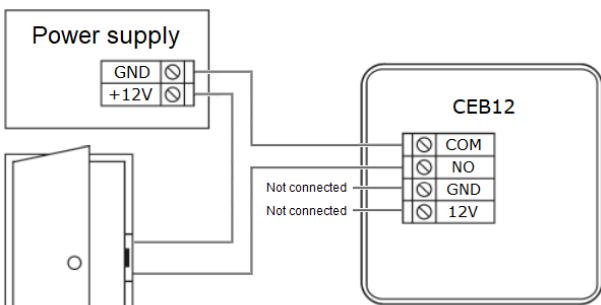 Power supply
GND
+12V
CEB12
COM
NO
Not connected
GND
Not connected
12V